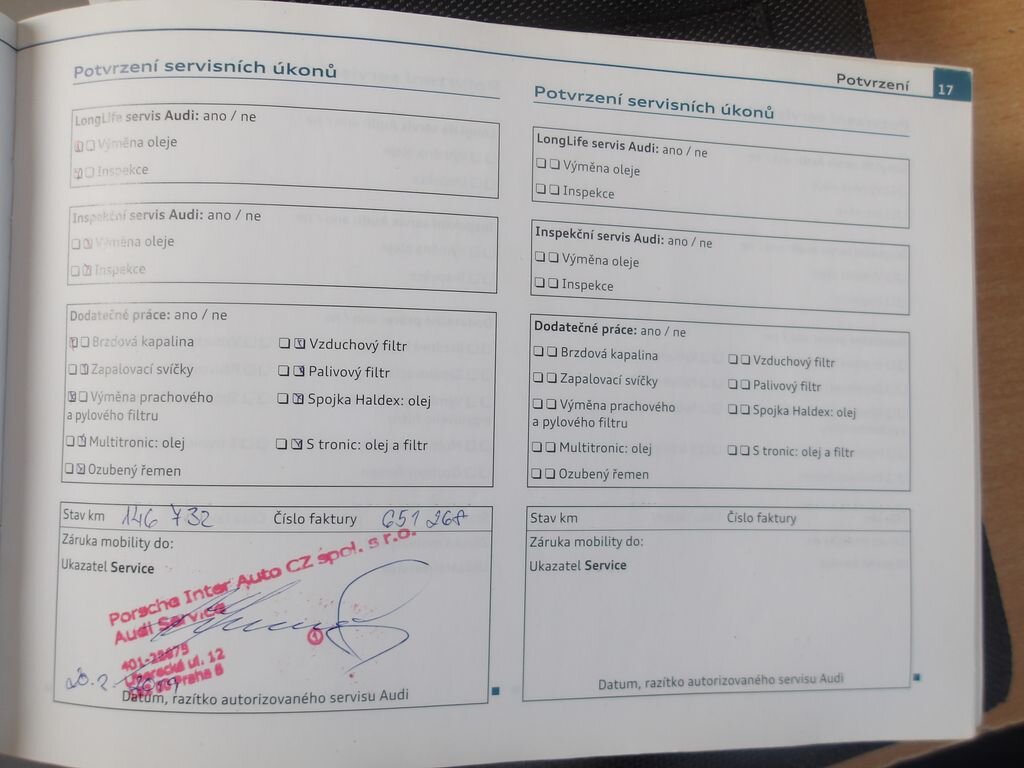 Potvrzení 17
Potvrzení servisních úkonů
LongLife servis Audi: ano / ne
Výměna oleje
Inspekce
Inspekční servis Audi: ano / ne
Výměna oleje
Inspekce
Dodatečné práce: ano / ne
Brzdová kapalina
Vzduchový filtr
Zapalovací svíčky
Palivový filtr
Výměna prachového
a pylového filtru
Spojka Haldex: olej
Multitronic: olej
S tronic: olej a filtr
Ozubený řemen
Stav km 146 732 Číslo faktury 651 268
Záruka mobility do:
Ukazatel Service
Porsche Inter Auto CZ spol. s r.o.
Audi Service
ul. 12
Praha
Datum, razítko autorizovaného servisu Audi
Potvrzení servisních úkonů
LongLife servis Audi: ano / ne
Výměna oleje
Inspekce
Inspekční servis Audi: ano / ne
Výměna oleje
Inspekce
Dodatečné práce: ano / ne
Brzdová kapalina
Vzduchový filtr
Zapalovací svíčky
Palivový filtr
Výměna prachového
a pylového filtru
Spojka Haldex: olej
Multitronic: olej
S tronic: olej a filtr
Ozubený řemen
Stav km Číslo faktury
Záruka mobility do:
Ukazatel Service
Datum, razítko autorizovaného servisu Audi